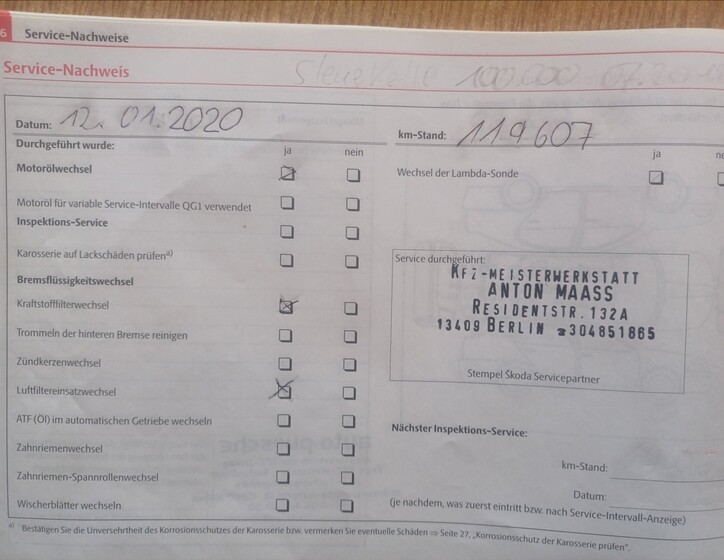 6 Service-Nachweise
Service-Nachweis
100.000
Datum: 12. 01.2020
km-Stand: 119607
Durchgeführt wurde:
ja nein
ja
Motorölwechsel
Wechsel der Lambda-Sonde
Motoröl für variable Service-Intervalle QG1 verwendet
Inspektions-Service
Karosserie auf Lackschäden prüfen a)
Bremsflüssigkeitswechsel
Kraftstofffilterwechsel
Trommeln der hinteren Bremse reinigen
Zündkerzenwechsel
Luftfiltereinsatzwechsel
ATF (Öl) im automatischen Getriebe wechseln
Zahnriemenwechsel
Zahnriemen-Spannrollenwechsel
Wischerblätter wechseln
Service durchgeführt:
KFZ-MEISTERWERKSTATT
ANTON MAASS
RESIDENTSTR. 132A
13409 BERLIN ☎304851865
Stempel Skoda Servicepartner
Nächster Inspektions-Service:
km-Stand:
Datum:
(je nachdem, was zuerst eintritt bzw. nach Service-Intervall-Anzeige)
a) Bestätigen Sie die Unversehrtheit des Korrosionsschutzes der Karosserie bzw. vermerken Sie eventuelle Schäden ⇒ Seite 27, „Korrosionsschutz der Karosserie prüfen“.